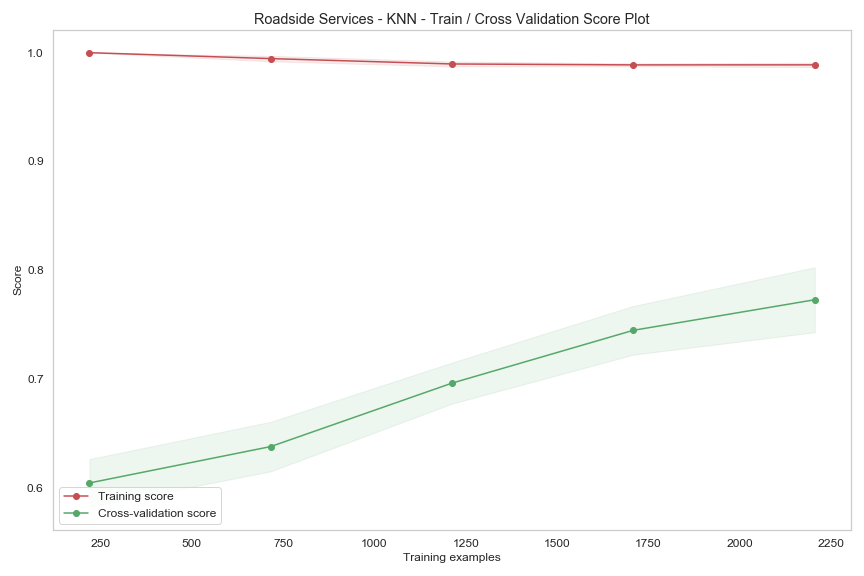 Roadside Services - KNN - Train / Cross Validation Score Plot
1.0
0.9
0.8
0.7
0.6
Score
Training score
Cross-validation score
250 500 750 1000 1250 1500 1750 2000 2250
Training examples